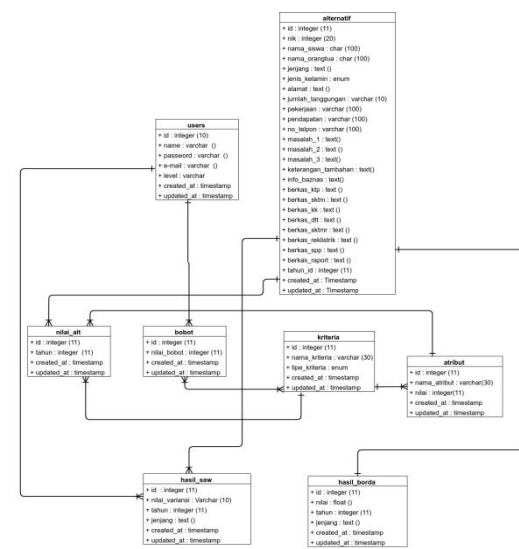 alternatif
+ id : integer (11)
+ nik : integer (20)
+ nama_siswa : char (100)
+ nama_orangtua : char (100)
+ jenjang : text ()
+ jenis_kelamin : enum
+ alamat : text ()
+ jumlah_tanggungan : varchar (10)
+ pekerjaan : varchar (100)
+ pendapatan : varchar (100)
+ no_telpon : varchar (100)
+ masalah_1 : text()
+ masalah_2 : text ()
+ masalah_3 : text()
+ keterangan_tambahan : text()
+ info_baznas : text()
+ berkas_ktp : text ()
+ berkas_sktm : text ()
+ berkas_kk : text ()
+ berkas_dtt : text ()
+ berkas_sktmr : text ()
+ berkas_reklistrik : text ()
+ berkas_spp : text ()
+ berkas_raport : text ()
+ tahun_id : integer (11)
+ created_at : Timestamp
+ updated_at : Timestamp
users
+ id : integer (10)
+ name : varchar ()
+ password : varchar ()
+ e-mail : varchar ()
+ level : varchar
+ created_at : timestamp
+ updated_at : timestamp
nilai_alt
+ id : integer (11)
+ tahun : integer (11)
+ created_at : timestamp
+ updated_at : timestamp
bobot
+ id : integer (11)
+ nilai_bobot : integer (11)
+ created_at : timestamp
+ updated_at : timestamp
kriteria
+ id : integer (11)
+ nama_kriteria : varchar (30)
+ tipe_kriteria : enum
+ created_at : timestamp
+ updated_at : timestamp
atribut
+ id : integer (11)
+ nama_atribut : varchar(30)
+ nilai : integer(11)
+ created_at : timestamp
+ updated_at : timestamp
hasil_saw
+ id : integer (11)
+ nilai_variansi : Varchar (10)
+ tahun : integer (11)
+ jenjang : text ()
+ created_at : timestamp
+ updated_at : timestamp
hasil_borda
+ id : integer (11)
+ nilai : float ()
+ tahun : integer (11)
+ jenjang : text ()
+ created_at : timestamp
+ updated_at : timestamp